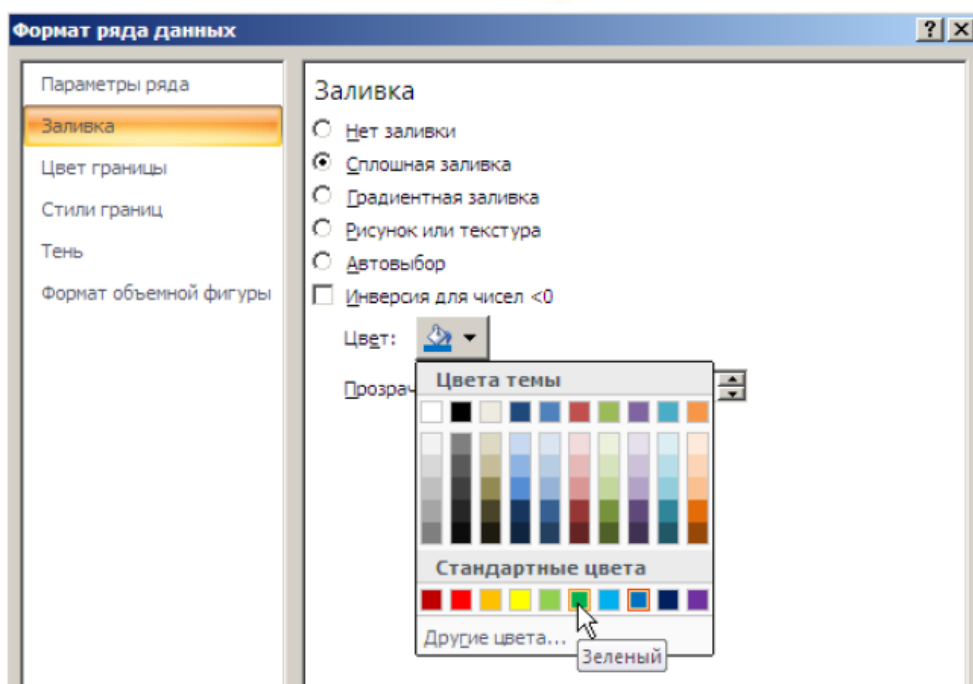 Формат ряда данных
Параметры ряда
Заливка
Цвет границы
Стили границ
Тень
Формат объемной фигуры
Заливка
Нет заливки
Сплошная заливка
Градиентная заливка
Рисунок или текстура
Автовыбор
Инверсия для чисел <0
Цвет:
Прозрач
Цвета темы
Стандартные цвета
Другие цвета...
Зеленый